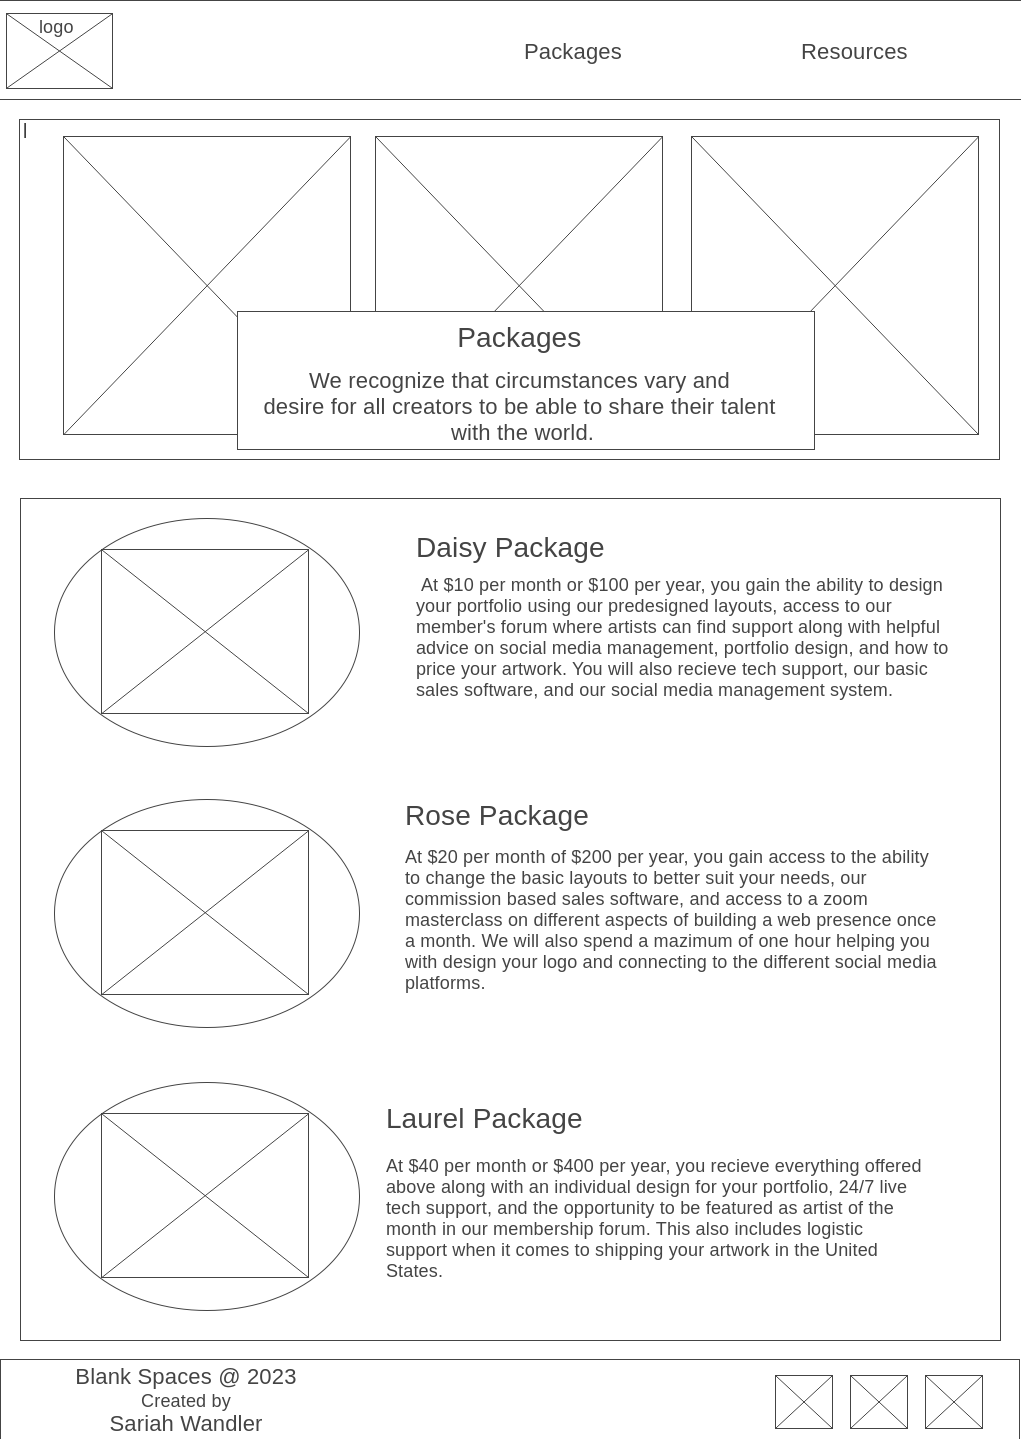 logo
Packages
Resources
Packages
We recognize that circumstances vary and
desire for all creators to be able to share their talent
with the world.
Daisy Package
At $10 per month or $100 per year, you gain the ability to design
your portfolio using our predesigned layouts, access to our
member's forum where artists can find support along with helpful
advice on social media management, portfolio design, and how to
price your artwork. You will also recieve tech support, our basic
sales software, and our social media management system.
Rose Package
At $20 per month of $200 per year, you gain access to the ability
to change the basic layouts to better suit your needs, our
commission based sales software, and access to a zoom
masterclass on different aspects of building a web presence once
a month. We will also spend a mazimum of one hour helping you
with design your logo and connecting to the different social media
platforms.
Laurel Package
At $40 per month or $400 per year, you recieve everything offered
above along with an individual design for your portfolio, 24/7 live
tech support, and the opportunity to be featured as artist of the
month in our membership forum. This also includes logistic
support when it comes to shipping your artwork in the United
States.
Blank Spaces @ 2023
Created by
Sariah Wandler